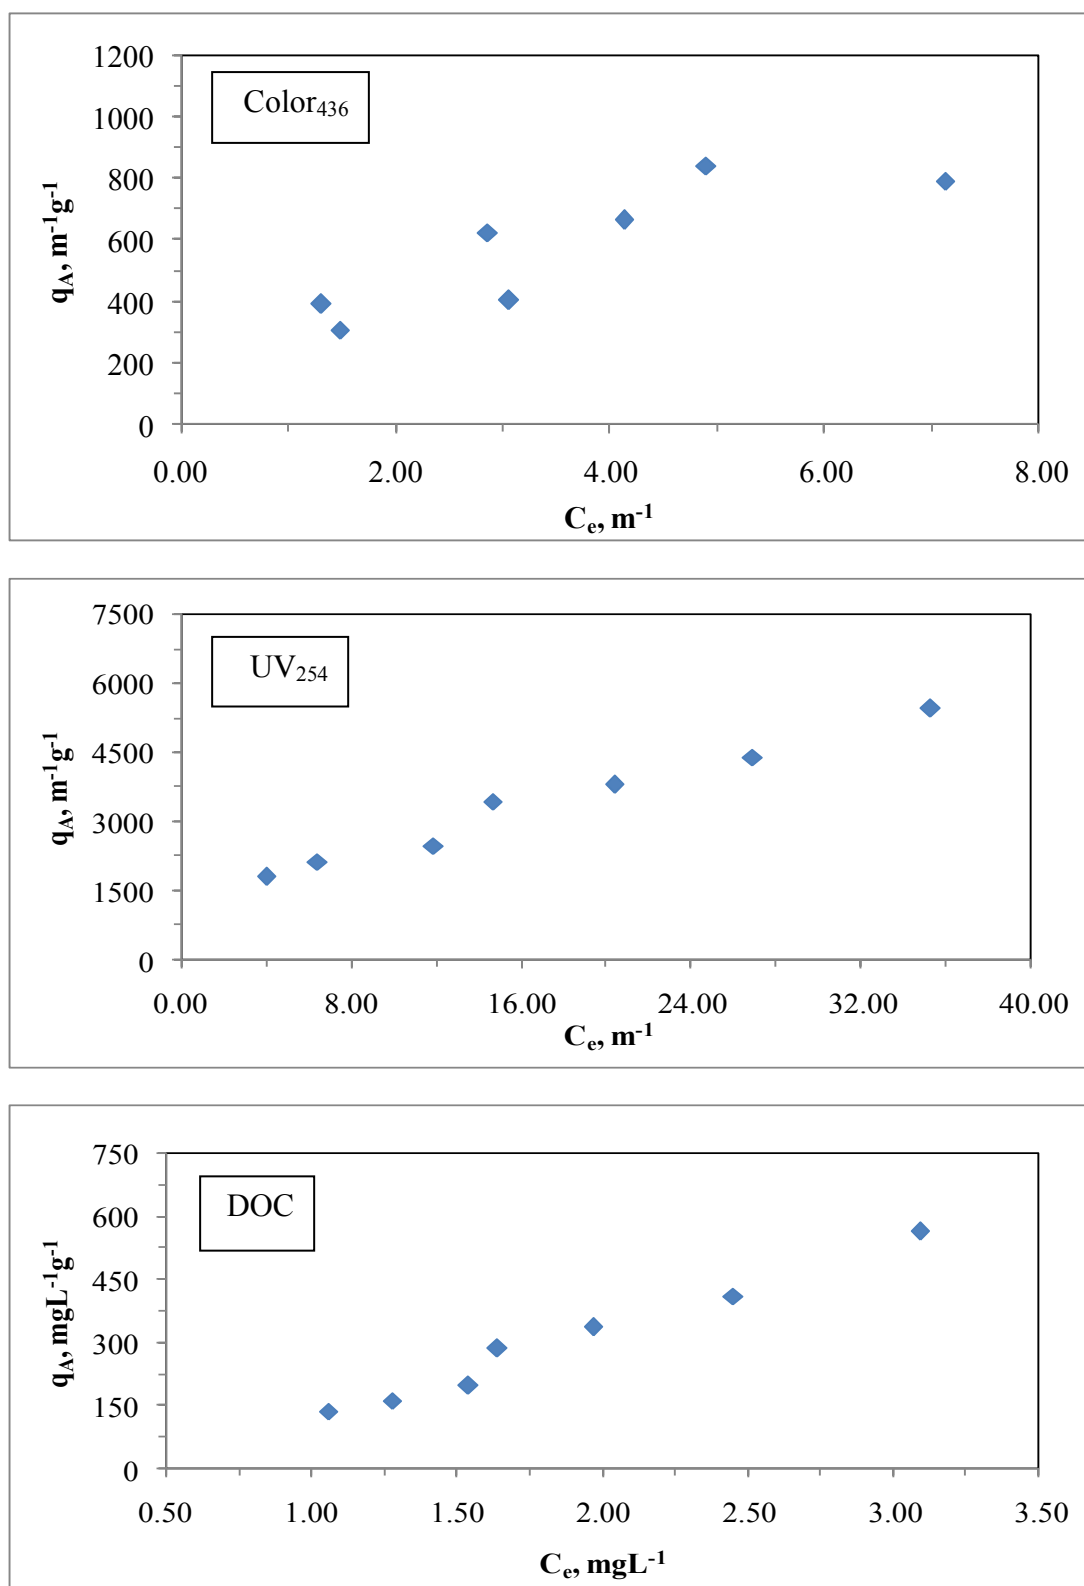 1200
1000
800
600
400
200
0
Color₄₃₆
q_A, m⁻¹g⁻¹
0.00 2.00 4.00 6.00 8.00
Cₑ, m⁻¹
7500
6000
4500
3000
1500
0
UV₂₅₄
q_A, m⁻¹g⁻¹
0.00 8.00 16.00 24.00 32.00 40.00
Cₑ, m⁻¹
750
600
450
300
150
0
DOC
q_A, mgL⁻¹g⁻¹
0.50 1.00 1.50 2.00 2.50 3.00 3.50
Cₑ, mgL⁻¹